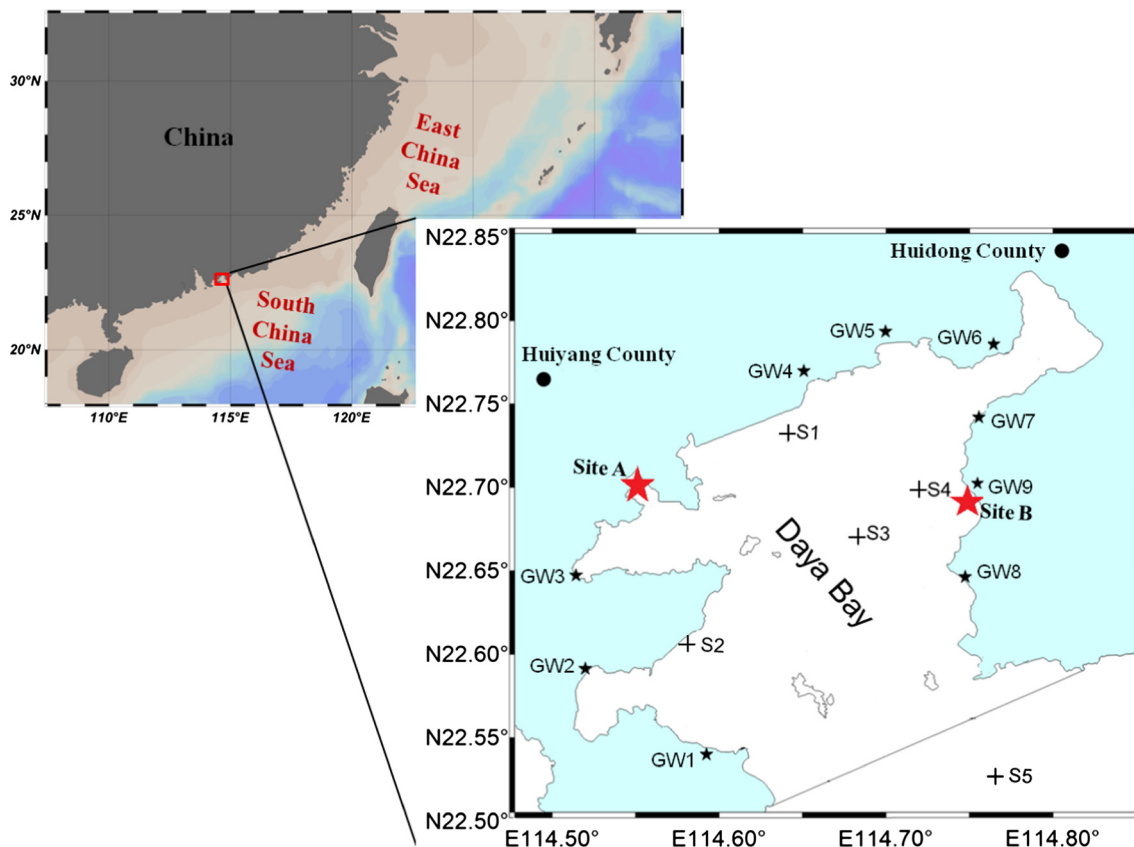 30°N
25°N
20°N
110°E
115°E
120°E
China
East
China
Sea
South
China
Sea
N22.85°
N22.80°
N22.75°
N22.70°
N22.65°
N22.60°
N22.55°
N22.50°
E114.50°
E114.60°
E114.70°
E114.80°
Huidong County
Huiyang County
GW5
GW6
GW4
S1
GW7
Site A
S4
GW9
Site B
S3
Daya Bay
GW3
GW8
S2
GW2
GW1
S5